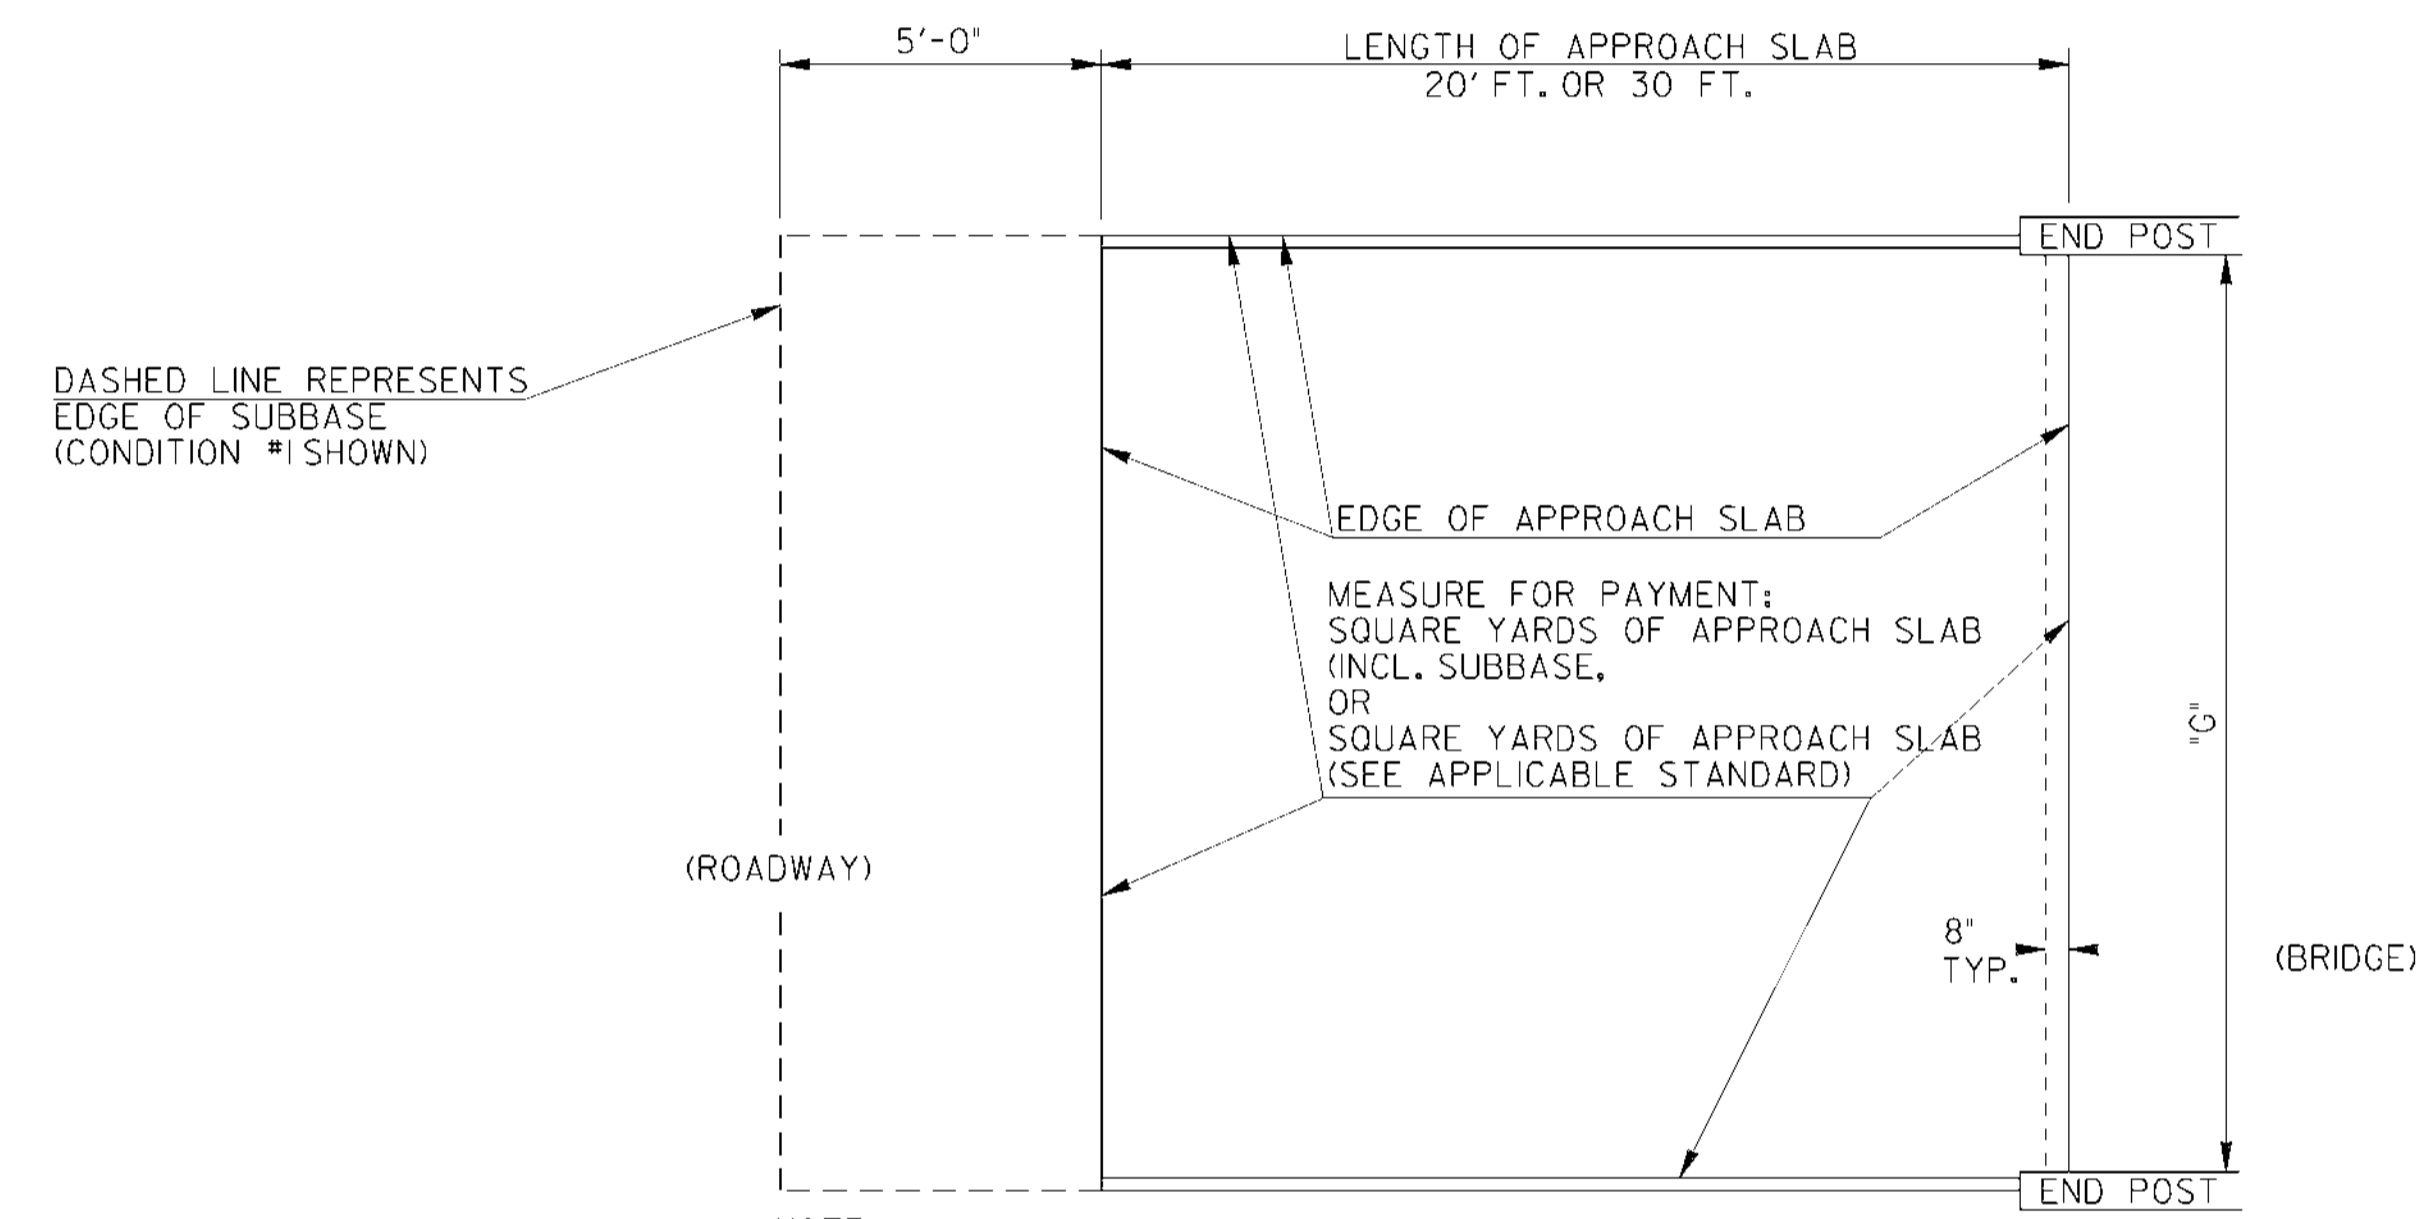 5'-0"
LENGTH OF APPROACH SLAB
20' FT. OR 30 FT.
END POST
DASHED LINE REPRESENTS
EDGE OF SUBBASE
(CONDITION #1 SHOWN)
EDGE OF APPROACH SLAB
MEASURE FOR PAYMENT:
SQUARE YARDS OF APPROACH SLAB
(INCL. SUBBASE,
OR
SQUARE YARDS OF APPROACH SLAB
(SEE APPLICABLE STANDARD)
"G"
(ROADWAY)
8"
TYP.
(BRIDGE)
END POST